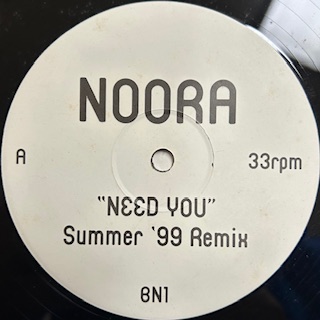 NOORA
A
33rpm
"NEED YOU"
Summer '99 Remix
BN1